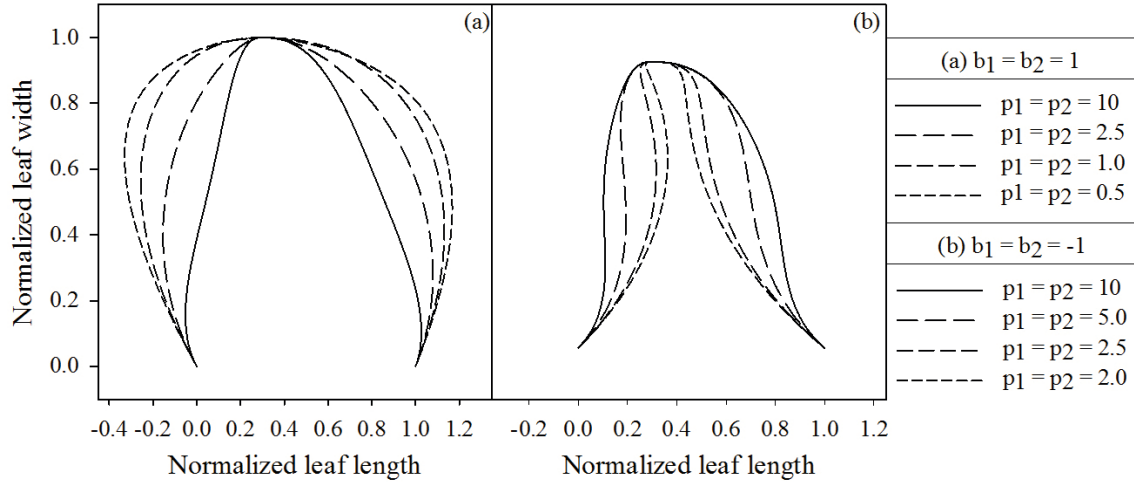 (a)
(b)
Normalized leaf width
1.0
0.8
0.6
0.4
0.2
0.0
-0.4 -0.2 0.0 0.2 0.4 0.6 0.8 1.0 1.2
Normalized leaf length
-0.2 0.0 0.2 0.4 0.6 0.8 1.0 1.2
Normalized leaf length
(a) b1 = b2 = 1
p1 = p2 = 10
p1 = p2 = 2.5
p1 = p2 = 1.0
p1 = p2 = 0.5
(b) b1 = b2 = -1
p1 = p2 = 10
p1 = p2 = 5.0
p1 = p2 = 2.5
p1 = p2 = 2.0